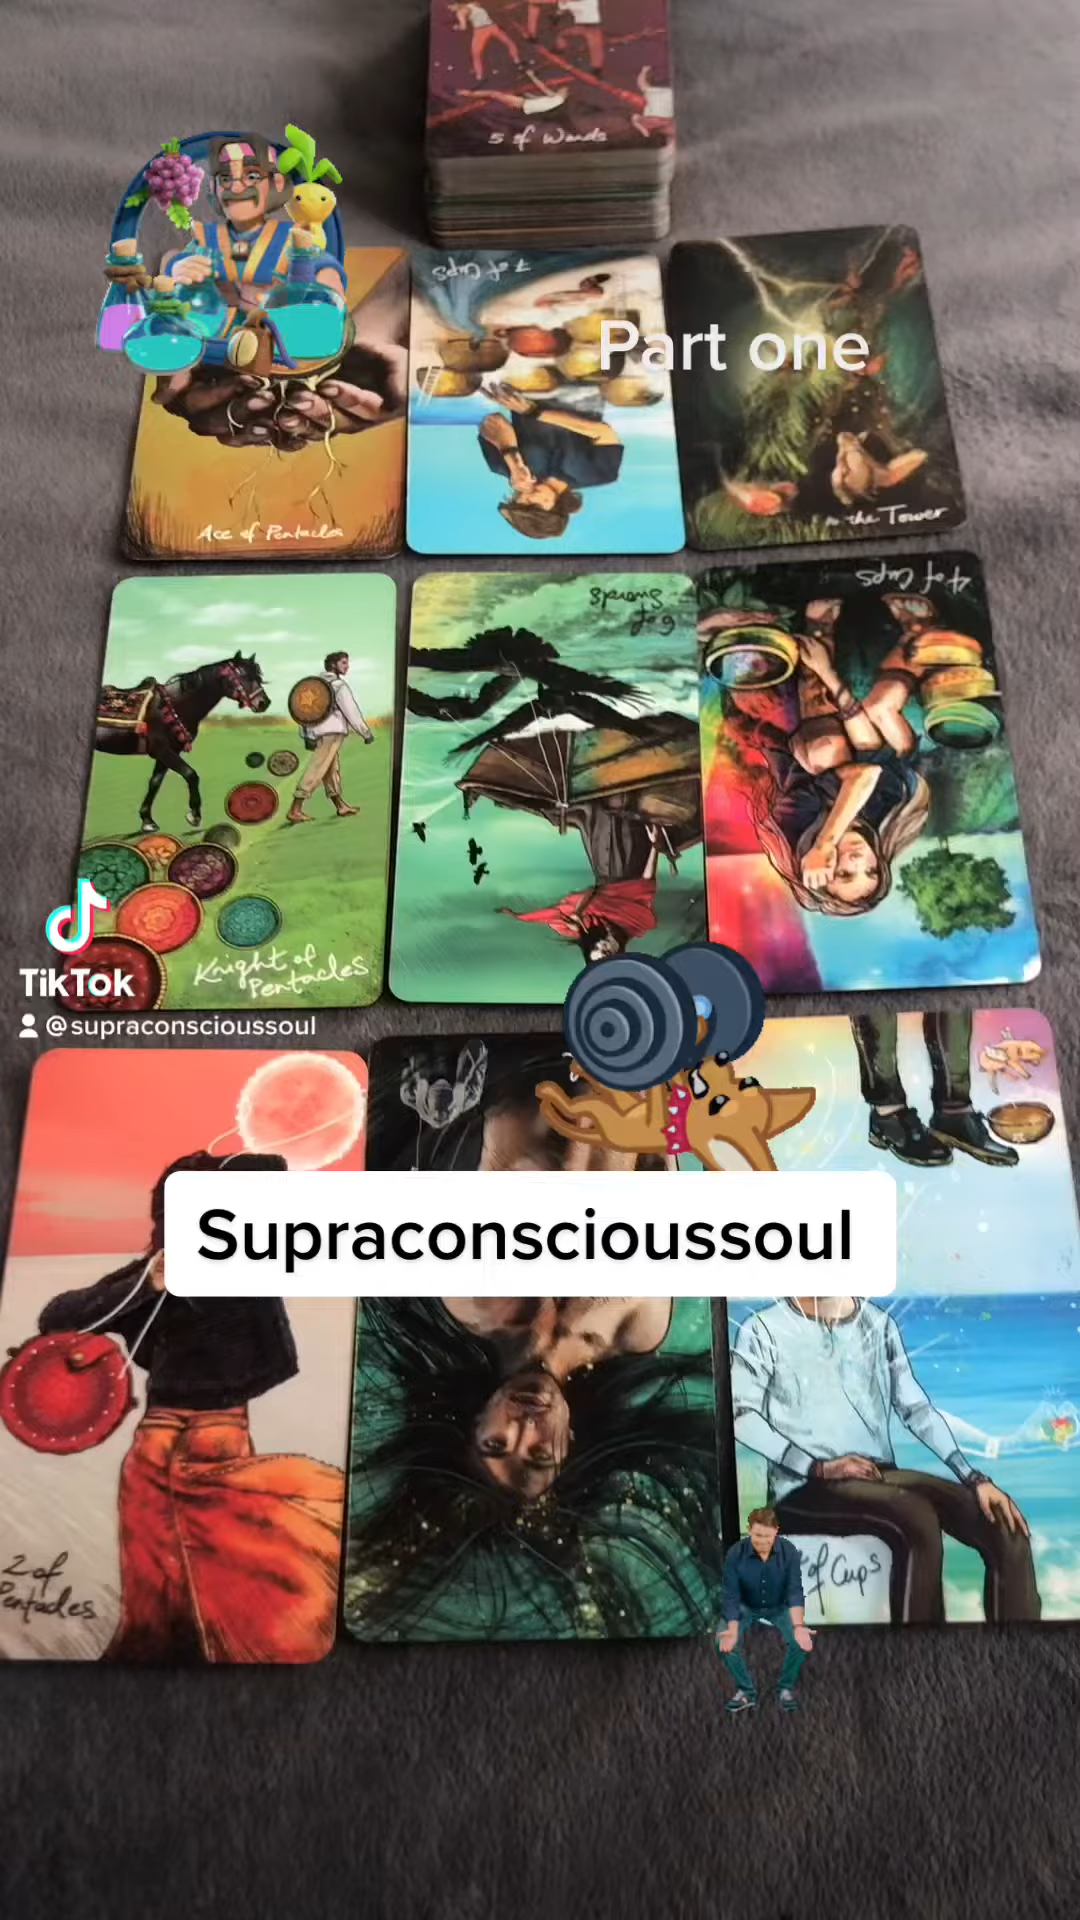 5 of Wands
7 of Cups
Part one
Ace of Pentacles
the Tower
4 of Cups
6 of
Swords
Knight of
Pentacles
TikTok
@supraconscioussoul
Supraconscioussoul
2 of
Pentacles
of Cups